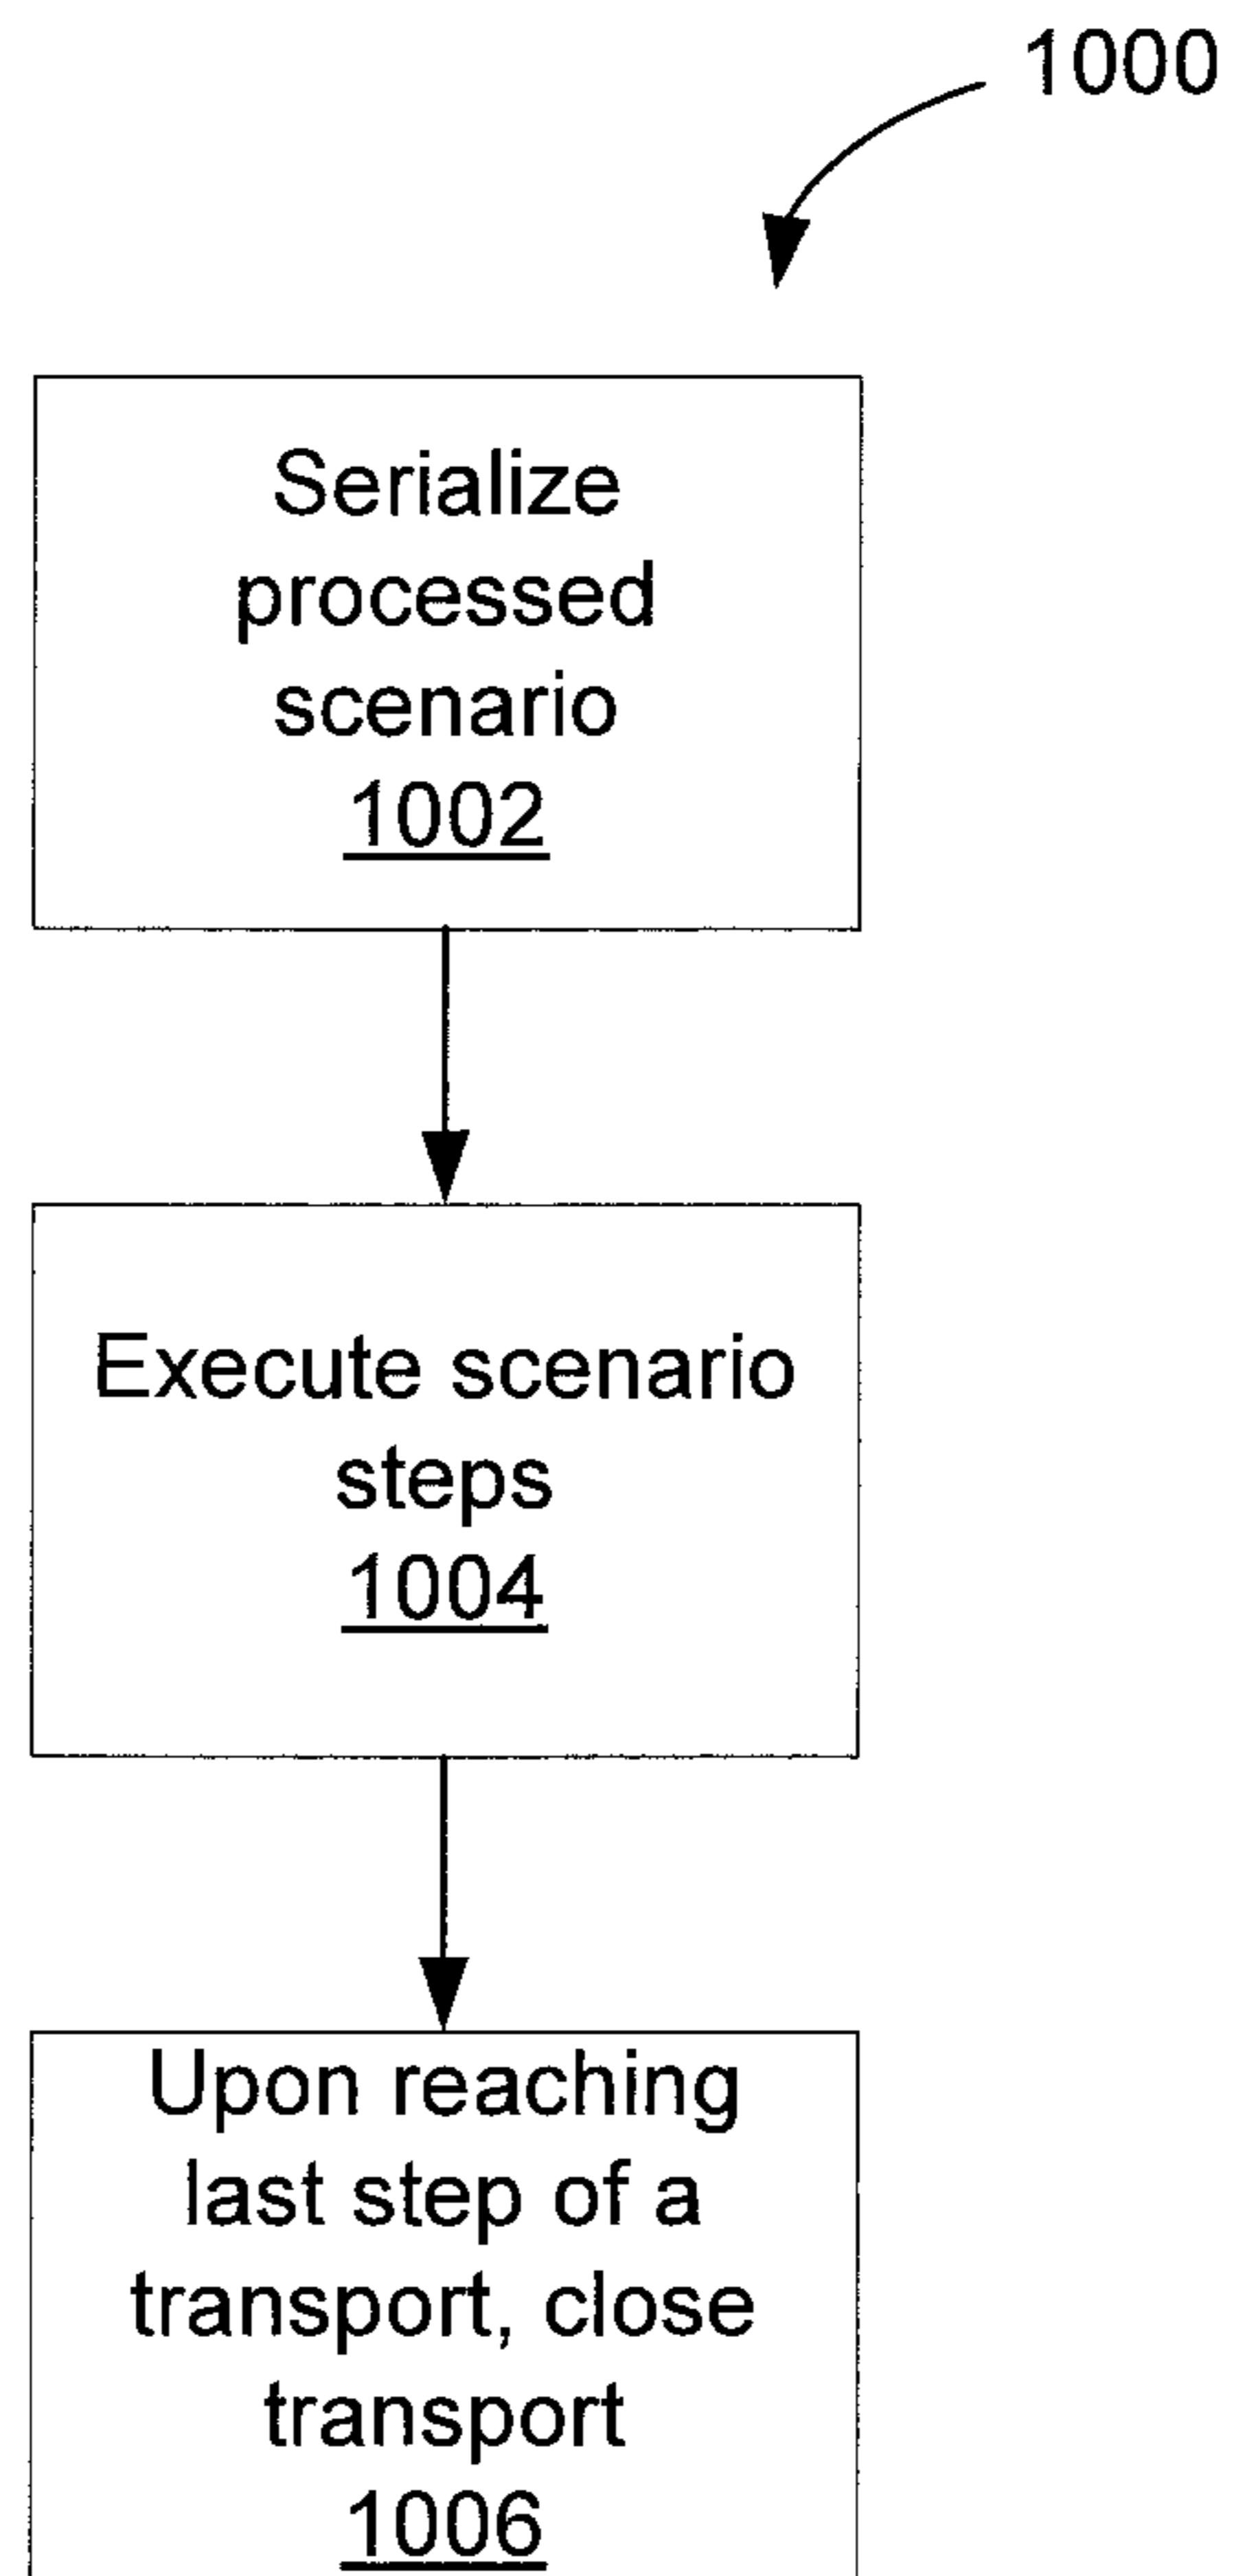 1000
Serialize
processed
scenario
1002
Execute scenario
steps
1004
Upon reaching
last step of a
transport, close
transport
1006